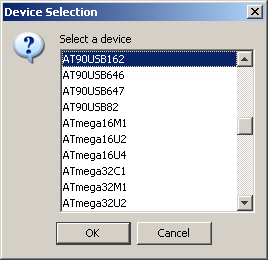 Device Selection
Select a device
AT90USB162
AT90USB646
AT90USB647
AT90USB82
ATmega16M1
ATmega16U2
ATmega16U4
ATmega32C1
ATmega32M1
ATmega32U2
OK Cancel